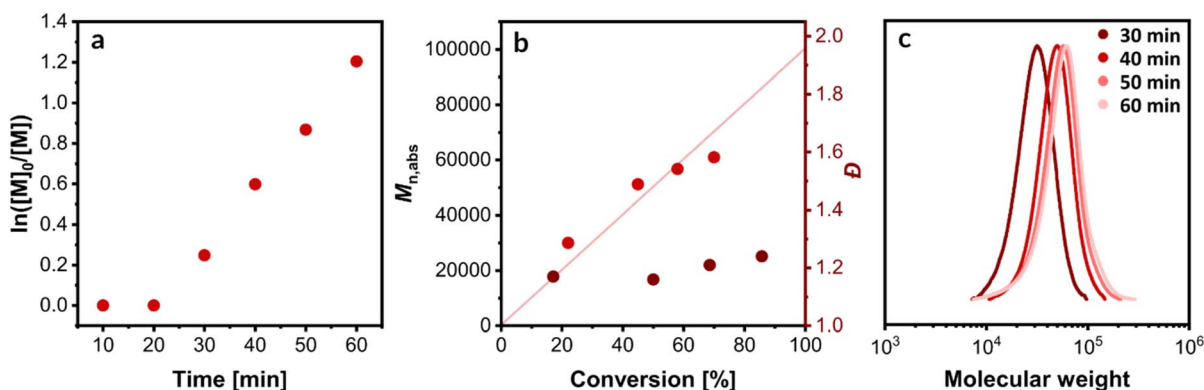 a
ln([M]₀/[M])
1.4
1.2
1.0
0.8
0.6
0.4
0.2
0.0
10 20 30 40 50 60
Time [min]
b
Mn,abs
100000
80000
60000
40000
20000
0
0 20 40 60 80 100
Conversion [%]
2.0
1.8
1.6
1.4
1.2
1.0
Đ
c
30 min
40 min
50 min
60 min
10³ 10⁴ 10⁵ 10⁶
Molecular weight